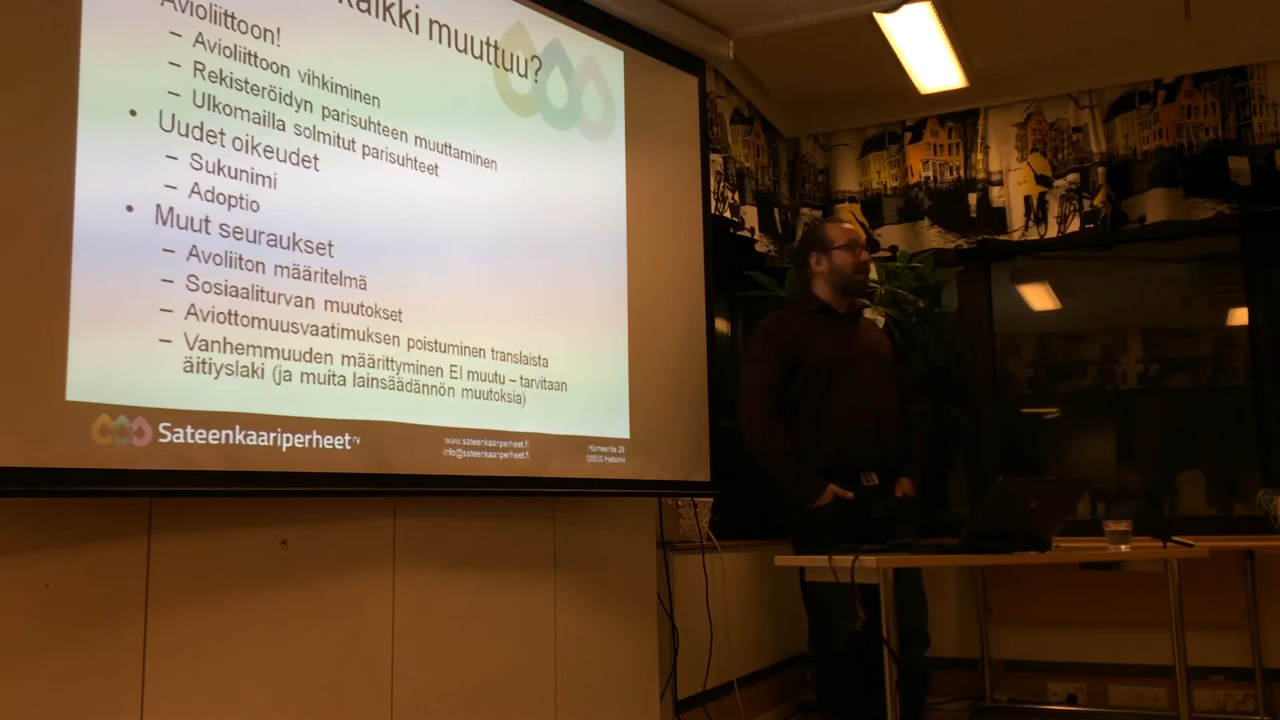 kaikki muuttuu?
Avioliittoon!
– Avioliittoon vihkiminen
– Rekisteröidyn parisuhteen muuttaminen
– Ulkomailla solmitut parisuhteet
• Uudet oikeudet
– Sukunimi
– Adoptio
• Muut seuraukset
– Avoliiton määritelmä
– Sosiaaliturvan muutokset
– Aviottomuusvaatimuksen poistuminen translaista
– Vanhemmuuden määrittyminen EI muutu – tarvitaan
äitiyslaki (ja muita lainsäädännön muutoksia)
Sateenkaariperheet ry
www.sateenkaariperheet.fi
info@sateenkaariperheet.fi
Hämeentie 29
00500 Helsinki